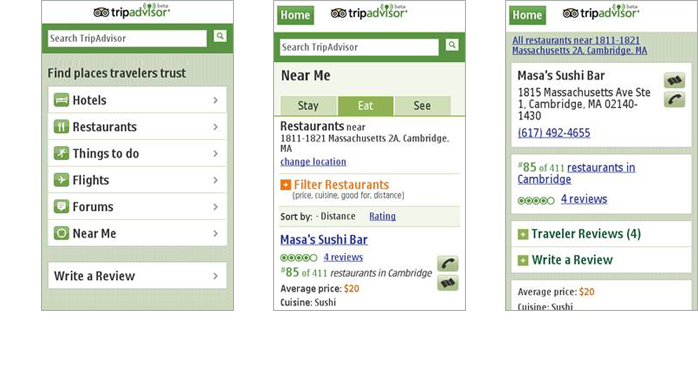 tripadvisor beta
Search TripAdvisor
Find places travelers trust
Hotels
Restaurants
Things to do
Flights
Forums
Near Me
Write a Review
Home
tripadvisor beta
Search TripAdvisor
Near Me
Stay Eat See
Restaurants near
1811-1821 Massachusetts 2A, Cambridge,
MA
change location
Filter Restaurants
(price, cuisine, good for, distance)
Sort by: · Distance Rating
Masa's Sushi Bar
4 reviews
#85 of 411 restaurants in Cambridge
Average price: $20
Cuisine: Sushi
Home
tripadvisor beta
All restaurants near 1811-1821
Massachusetts 2A, Cambridge, MA
Masa's Sushi Bar
1815 Massachusetts Ave Ste
1, Cambridge, MA 02140-
1430
(617) 492-4655
#85 of 411 restaurants in
Cambridge
4 reviews
Traveler Reviews (4)
Write a Review
Average price: $20
Cuisine: Sushi